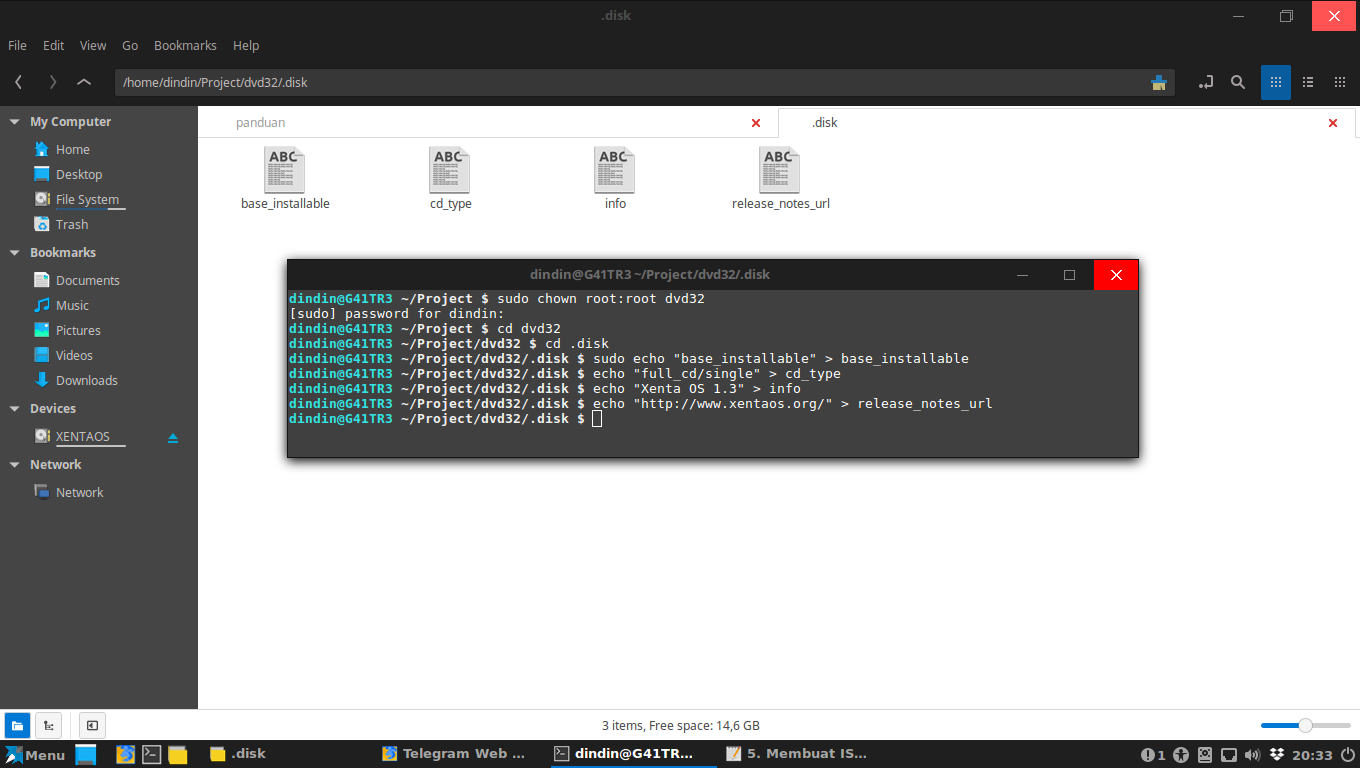 .disk
File Edit View Go Bookmarks Help
/home/dindin/Project/dvd32/.disk
My Computer
Home
Desktop
File System
Trash
Bookmarks
Documents
Music
Pictures
Videos
Downloads
Devices
XENTAOS
Network
Network
panduan
.disk
ABC ABC ABC ABC
base_installable cd_type info release_notes_url
dindin@G41TR3 ~/Project/dvd32/.disk
dindin@G41TR3 ~/Project $ sudo chown root:root dvd32
[sudo] password for dindin:
dindin@G41TR3 ~/Project $ cd dvd32
dindin@G41TR3 ~/Project/dvd32 $ cd .disk
dindin@G41TR3 ~/Project/dvd32/.disk $ sudo echo "base_installable" > base_installable
dindin@G41TR3 ~/Project/dvd32/.disk $ echo "full_cd/single" > cd_type
dindin@G41TR3 ~/Project/dvd32/.disk $ echo "Xenta OS 1.3" > info
dindin@G41TR3 ~/Project/dvd32/.disk $ echo "http://www.xentaos.org/" > release_notes_url
dindin@G41TR3 ~/Project/dvd32/.disk $
3 items, Free space: 14,6 GB
Menu .disk Telegram Web ... dindin@G41TR... 5. Membuat IS... 1 20:33